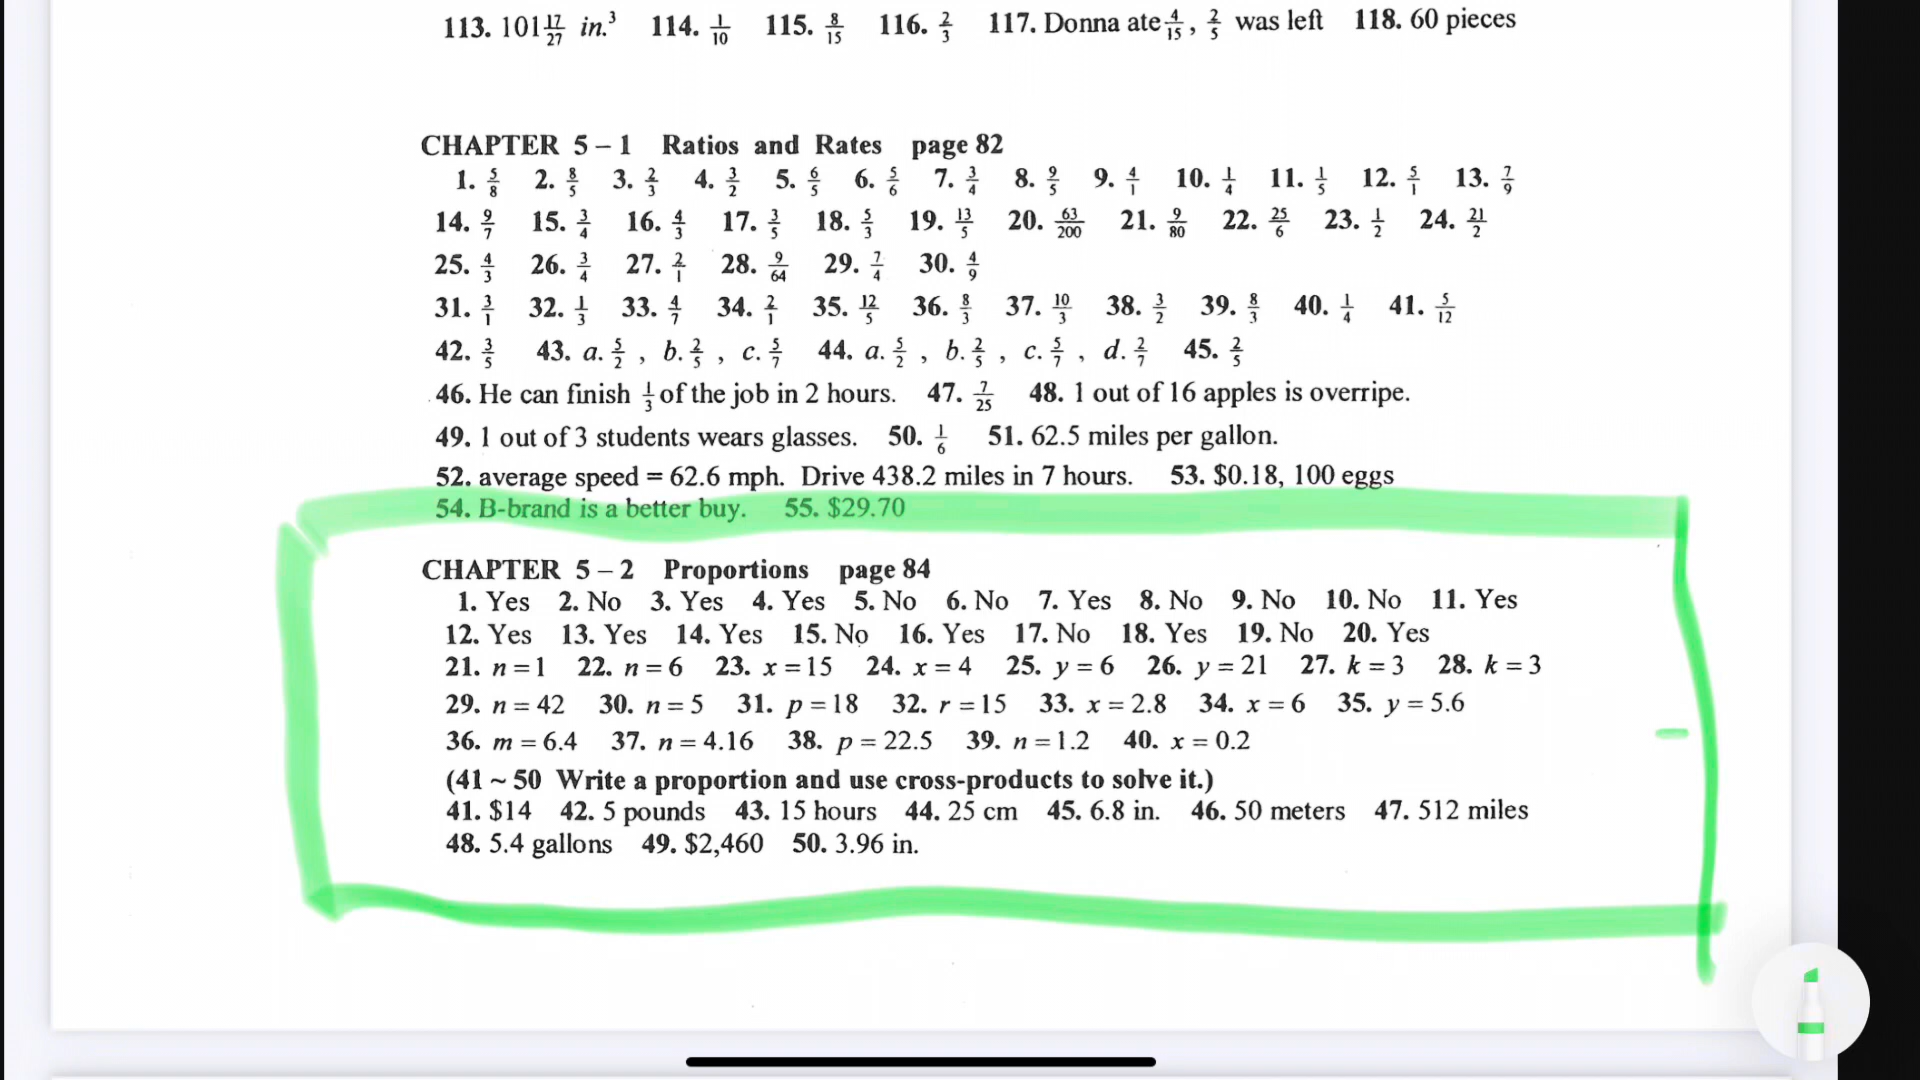 113. 101 17/27 in.³ 114. 1/10 115. 8/15 116. 2/3 117. Donna ate 4/15, 2/5 was left 118. 60 pieces
CHAPTER 5 – 1 Ratios and Rates page 82
1. 5/8 2. 8/5 3. 2/3 4. 3/2 5. 6/5 6. 5/6 7. 3/4 8. 9/5 9. 4/1 10. 1/4 11. 1/5 12. 5/1 13. 7/9
14. 9/7 15. 3/4 16. 4/3 17. 3/5 18. 5/3 19. 13/5 20. 63/200 21. 9/80 22. 25/6 23. 1/2 24. 21/2
25. 4/3 26. 3/4 27. 2/1 28. 9/64 29. 7/4 30. 4/9
31. 3/1 32. 1/3 33. 4/7 34. 2/1 35. 12/5 36. 8/3 37. 10/3 38. 3/2 39. 8/3 40. 1/4 41. 5/12
42. 3/5 43. a. 5/2 , b. 2/5 , c. 5/7 44. a. 5/2 , b. 2/5 , c. 5/7 , d. 2/7 45. 2/5
46. He can finish 1/3 of the job in 2 hours. 47. 7/25 48. 1 out of 16 apples is overripe.
49. 1 out of 3 students wears glasses. 50. 1/6 51. 62.5 miles per gallon.
52. average speed = 62.6 mph. Drive 438.2 miles in 7 hours. 53. $0.18, 100 eggs
54. B-brand is a better buy. 55. $29.70
CHAPTER 5 – 2 Proportions page 84
1. Yes 2. No 3. Yes 4. Yes 5. No 6. No 7. Yes 8. No 9. No 10. No 11. Yes
12. Yes 13. Yes 14. Yes 15. No 16. Yes 17. No 18. Yes 19. No 20. Yes
21. n = 1 22. n = 6 23. x = 15 24. x = 4 25. y = 6 26. y = 21 27. k = 3 28. k = 3
29. n = 42 30. n = 5 31. p = 18 32. r = 15 33. x = 2.8 34. x = 6 35. y = 5.6
36. m = 6.4 37. n = 4.16 38. p = 22.5 39. n = 1.2 40. x = 0.2
(41 ~ 50 Write a proportion and use cross-products to solve it.)
41. $14 42. 5 pounds 43. 15 hours 44. 25 cm 45. 6.8 in. 46. 50 meters 47. 512 miles
48. 5.4 gallons 49. $2,460 50. 3.96 in.